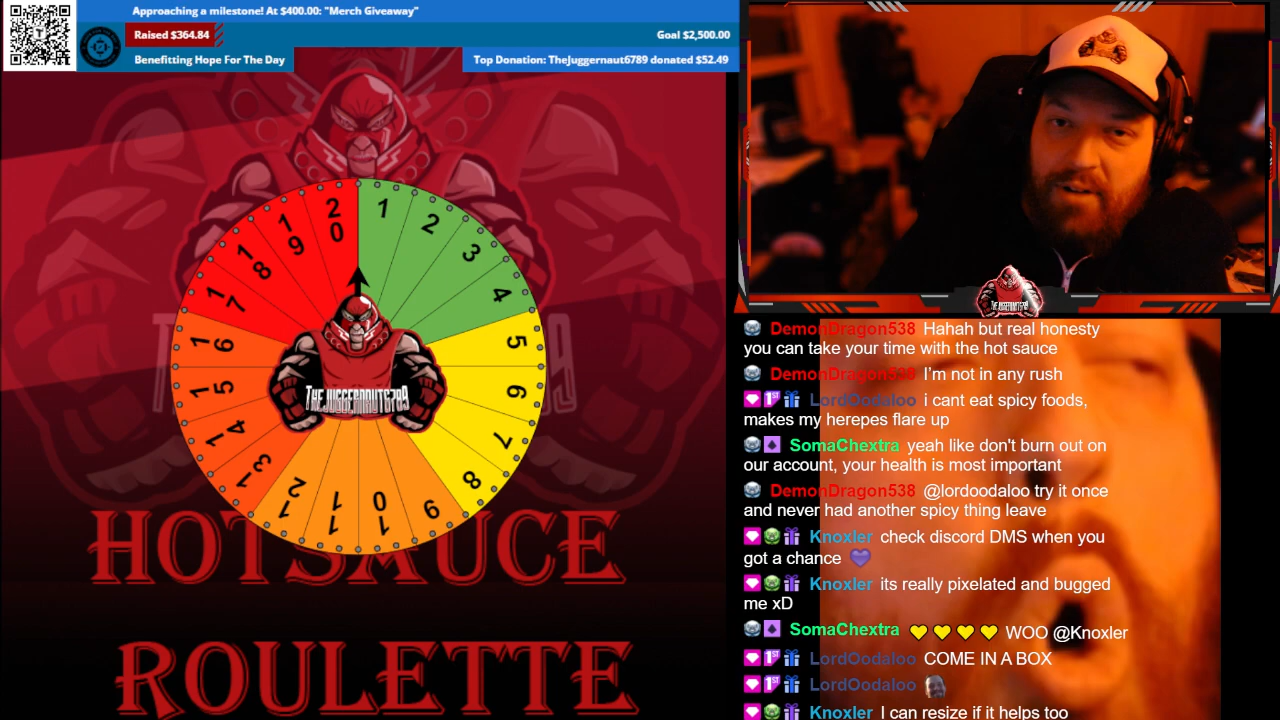 Approaching a milestone! At $400.00: "Merch Giveaway"
Raised $364.84
Goal $2,500.00
Benefitting Hope For The Day
Top Donation: TheJuggernaut6789 donated $52.49
1
2
3
4
5
6
7
8
9
10
11
12
13
14
15
16
17
18
19
20
THEJUGGERNAUT6789
HOT SAUCE
ROULETTE
THEJUGGERNAUT6789
DemonDragon538 Hahah but real honesty
you can take your time with the hot sauce
DemonDragon538 I'm not in any rush
1ST LordOodaloo i cant eat spicy foods,
makes my herepes flare up
SomaChextra yeah like don't burn out on
our account, your health is most important
DemonDragon538 @lordoodaloo try it once
and never had another spicy thing leave
Knoxler check discord DMS when you
got a chance
Knoxler its really pixelated and bugged
me xD
SomaChextra WOO @Knoxler
1ST LordOodaloo COME IN A BOX
1ST LordOodaloo
Knoxler I can resize if it helps too